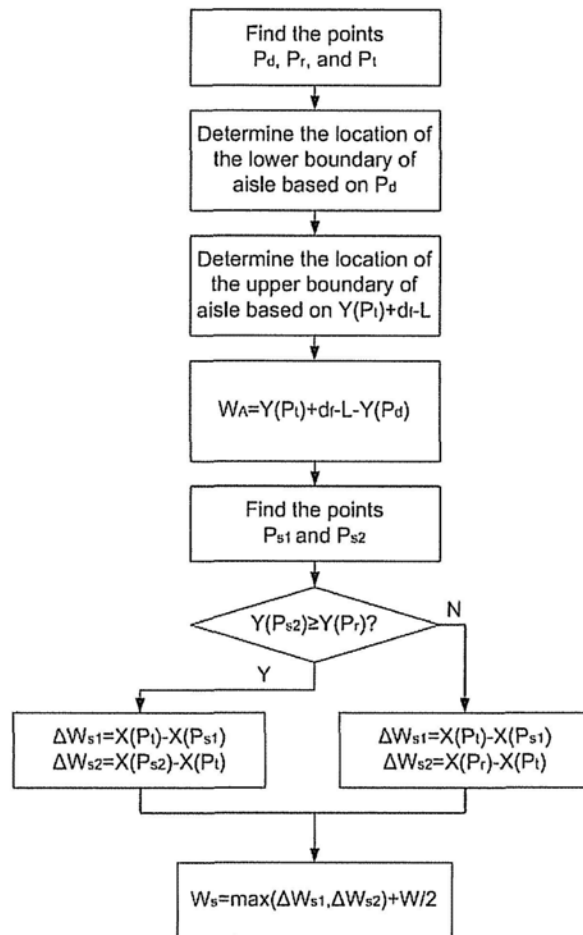 Find the points
Pd, Pr, and Pt
Determine the location of
the lower boundary of
aisle based on Pd
Determine the location of
the upper boundary of
aisle based on Y(Pt)+df-L
WA=Y(Pt)+df-L-Y(Pd)
Find the points
Ps1 and Ps2
Y(Ps2)≥Y(Pr)?
N
Y
ΔWs1=X(Pt)-X(Ps1)
ΔWs2=X(Ps2)-X(Pt)
ΔWs1=X(Pt)-X(Ps1)
ΔWs2=X(Pr)-X(Pt)
Ws=max(ΔWs1,ΔWs2)+W/2